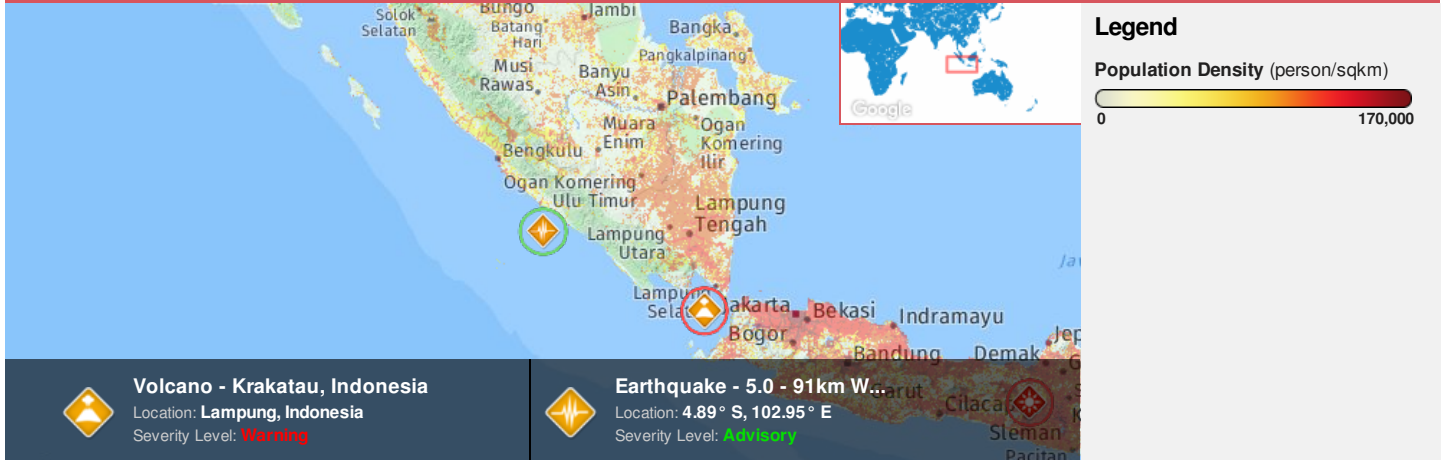 Solok
Selatan
Bungo
Batang
Hari
Jambi
Musi
Rawas
Banyu
Asin
Bangka
Pangkalpinang
Palembang
Muara
Enim
Ogan
Komering
Ilir
Bengkulu
Ogan Komering
Ulu Timur
Lampung
Tengah
Lampung
Utara
Lampung
Bekasi
Indramayu
Bogor
Bandung
Demak
Garut
Cilacap
Sleman
Pacitan
Google
Legend
Population Density (person/sqkm)
0 170,000
Volcano - Krakatau, Indonesia
Location: Lampung, Indonesia
Severity Level: Warning
Earthquake - 5.0 - 91km W...
Location: 4.89° S, 102.95° E
Severity Level: Advisory